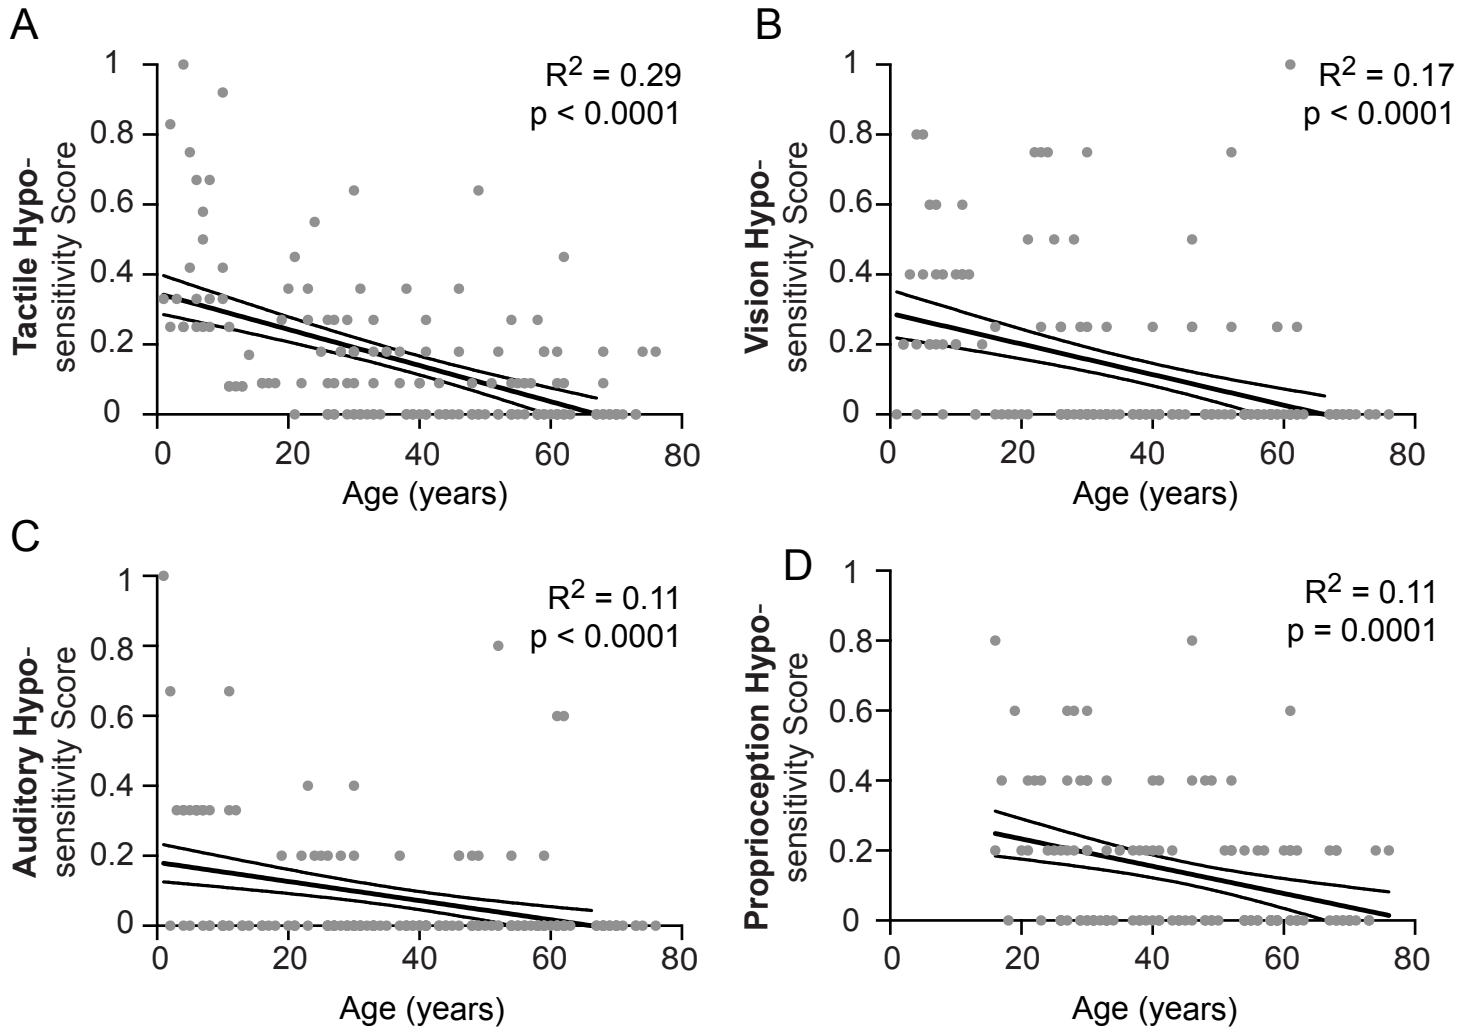 A
Tactile Hypo-
sensitivity Score
1
0.8
0.6
0.4
0.2
0
R2 = 0.29
p < 0.0001
0 20 40 60 80
Age (years)
B
Vision Hypo-
sensitivity Score
1
0.8
0.6
0.4
0.2
0
R2 = 0.17
p < 0.0001
0 20 40 60 80
Age (years)
C
Auditory Hypo-
sensitivity Score
1
0.8
0.6
0.4
0.2
0
R2 = 0.11
p < 0.0001
0 20 40 60 80
Age (years)
D
Proprioception Hypo-
sensitivity Score
1
0.8
0.6
0.4
0.2
0
R2 = 0.11
p = 0.0001
0 20 40 60 80
Age (years)